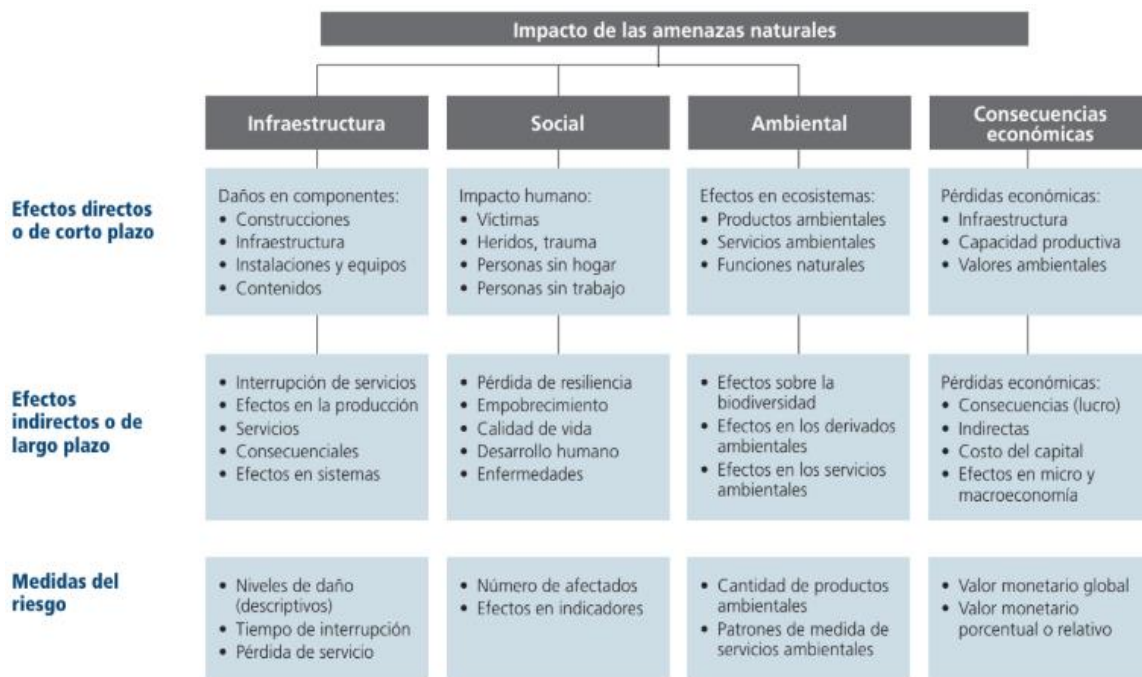 Impacto de las amenazas naturales
Infraestructura
Social
Ambiental
Consecuencias
económicas
Efectos directos
o de corto plazo
Daños en componentes:
• Construcciones
• Infraestructura
• Instalaciones y equipos
• Contenidos
Impacto humano:
• Víctimas
• Heridos, trauma
• Personas sin hogar
• Personas sin trabajo
Efectos en ecosistemas:
• Productos ambientales
• Servicios ambientales
• Funciones naturales
Pérdidas económicas:
• Infraestructura
• Capacidad productiva
• Valores ambientales
Efectos
indirectos o de
largo plazo
• Interrupción de servicios
• Efectos en la producción
• Servicios
• Consecuenciales
• Efectos en sistemas
• Pérdida de resiliencia
• Empobrecimiento
• Calidad de vida
• Desarrollo humano
• Enfermedades
• Efectos sobre la
biodiversidad
• Efectos en los derivados
ambientales
• Efectos en los servicios
ambientales
Pérdidas económicas:
• Consecuencias (lucro)
• Indirectas
• Costo del capital
• Efectos en micro y
macroeconomía
Medidas del
riesgo
• Niveles de daño
(descriptivos)
• Tiempo de interrupción
• Pérdida de servicio
• Número de afectados
• Efectos en indicadores
• Cantidad de productos
ambientales
• Patrones de medida de
servicios ambientales
• Valor monetario global
• Valor monetario
porcentual o relativo